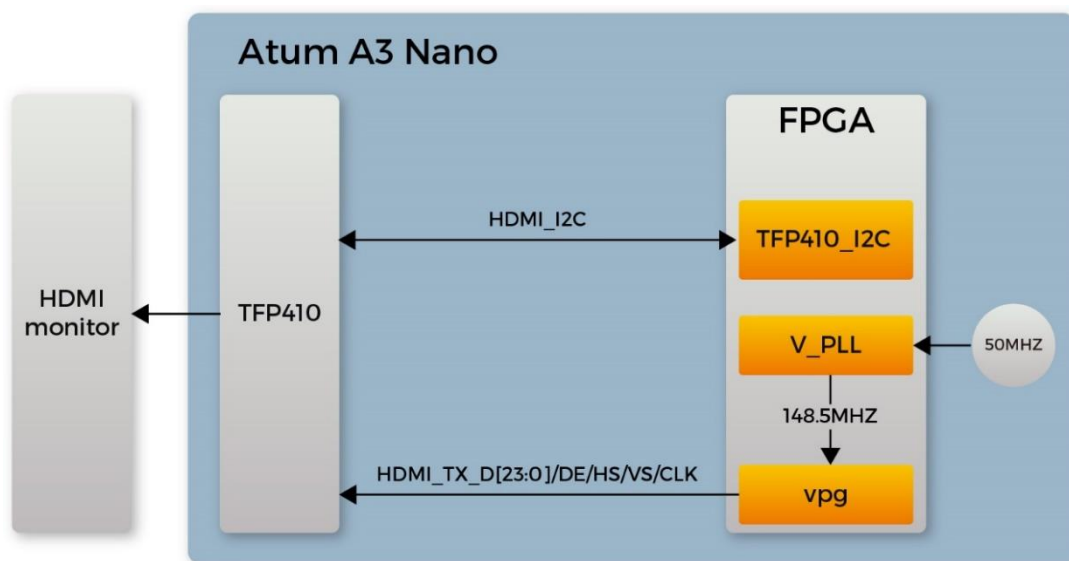 Atum A3 Nano
FPGA
HDMI_I2C
TFP410_I2C
HDMI
monitor
TFP410
V_PLL
50MHZ
148.5MHZ
HDMI_TX_D[23:0]/DE/HS/VS/CLK
vpg